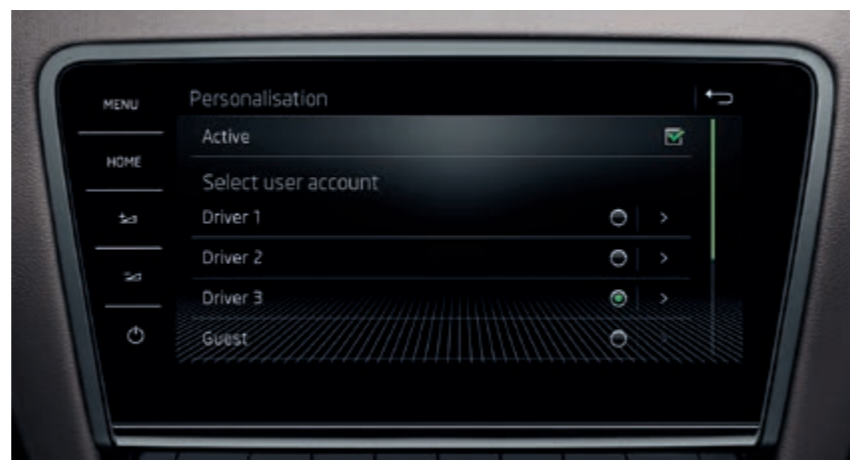 MENU
Personalisation
Active
HOME
Select user account
Driver 1
Driver 2
Driver 3
Guest